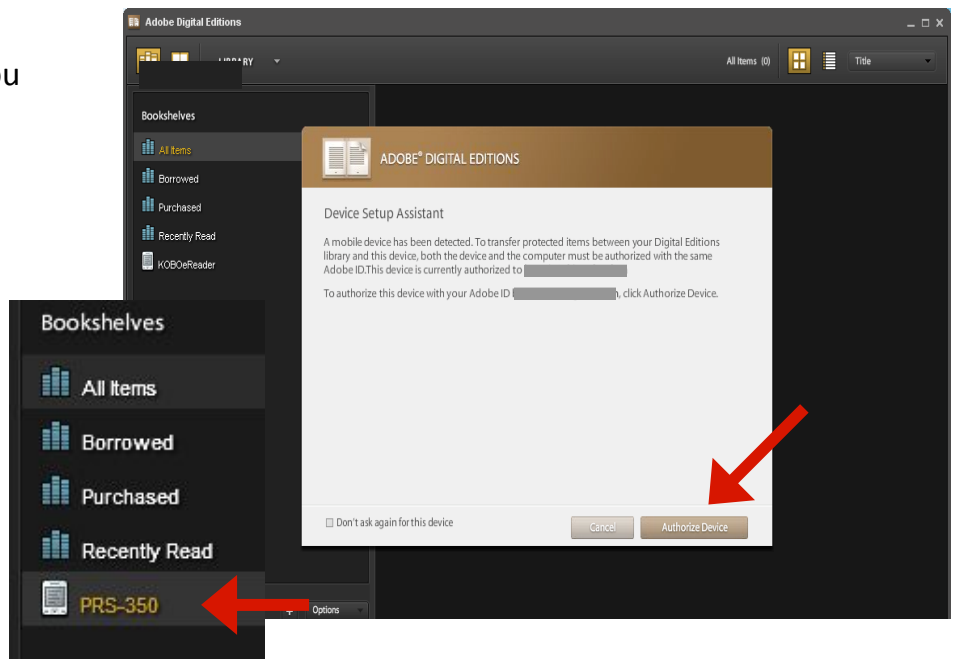 ou
Adobe Digital Editions
LIBRARY
All Items (0)
Title
Bookshelves
All Items
Borrowed
Purchased
Recently Read
KOBOeReader
ADOBE® DIGITAL EDITIONS
Device Setup Assistant
A mobile device has been detected. To transfer protected items between your Digital Editions
library and this device, both the device and the computer must be authorized with the same
Adobe ID.This device is currently authorized to
To authorize this device with your Adobe ID , click Authorize Device.
Don't ask again for this device
Cancel
Authorize Device
Options
Bookshelves
All Items
Borrowed
Purchased
Recently Read
PRS-350